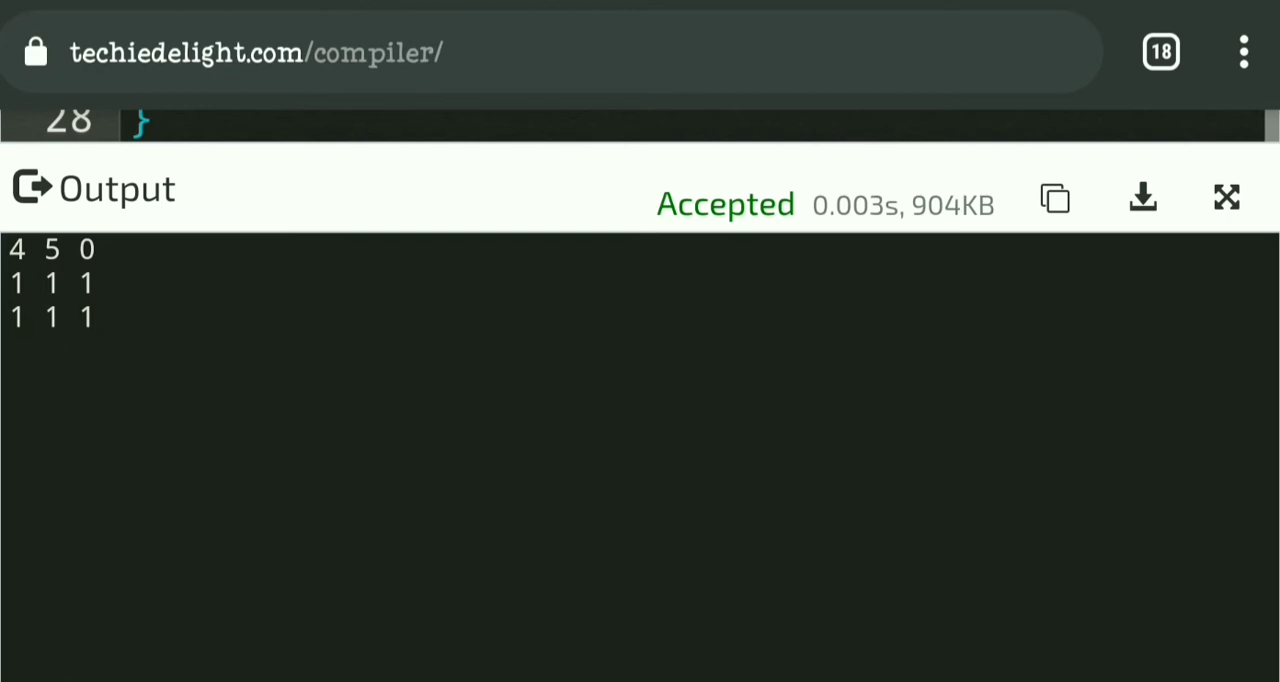 techiedelight.com/compiler/
18
28 }
Output
Accepted 0.003s, 904KB
4 5 0
1 1 1
1 1 1